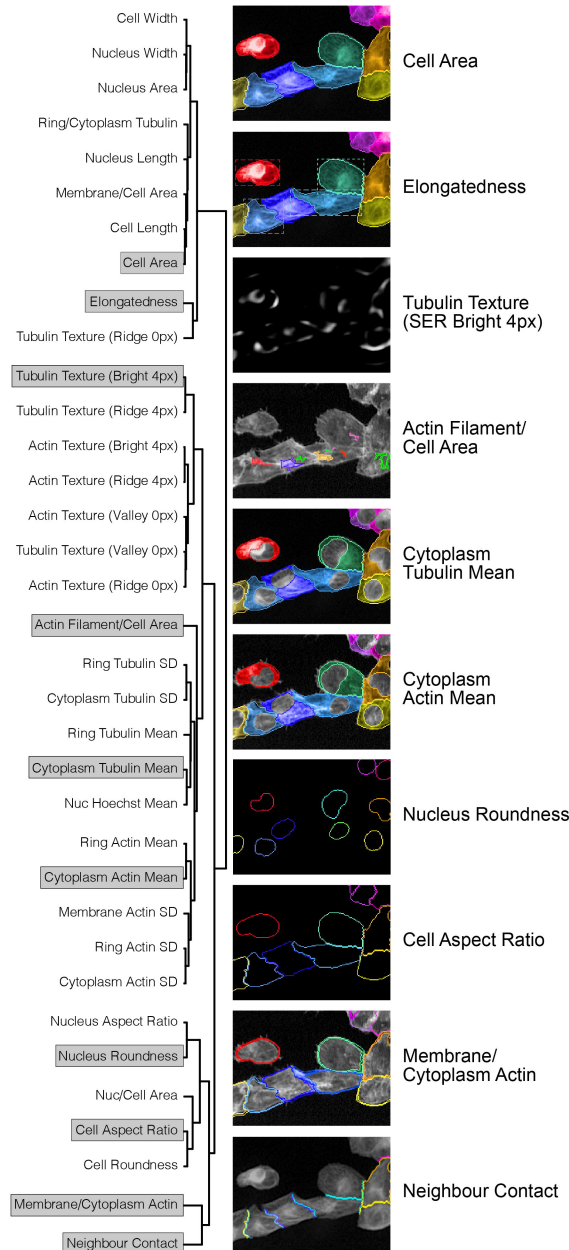 Cell Width
Nucleus Width
Nucleus Area
Ring/Cytoplasm Tubulin
Nucleus Length
Membrane/Cell Area
Cell Length
Cell Area
Elongatedness
Tubulin Texture (Ridge 0px)
Tubulin Texture (Bright 4px)
Tubulin Texture (Ridge 4px)
Actin Texture (Bright 4px)
Actin Texture (Ridge 4px)
Actin Texture (Valley 0px)
Tubulin Texture (Valley 0px)
Actin Texture (Ridge 0px)
Actin Filament/Cell Area
Ring Tubulin SD
Cytoplasm Tubulin SD
Ring Tubulin Mean
Cytoplasm Tubulin Mean
Nuc Hoechst Mean
Ring Actin Mean
Cytoplasm Actin Mean
Membrane Actin SD
Ring Actin SD
Cytoplasm Actin SD
Nucleus Aspect Ratio
Nucleus Roundness
Nuc/Cell Area
Cell Aspect Ratio
Cell Roundness
Membrane/Cytoplasm Actin
Neighbour Contact
Cell Area
Elongatedness
Tubulin Texture
(SER Bright 4px)
Actin Filament/
Cell Area
Cytoplasm
Tubulin Mean
Cytoplasm
Actin Mean
Nucleus Roundness
Cell Aspect Ratio
Membrane/
Cytoplasm Actin
Neighbour Contact